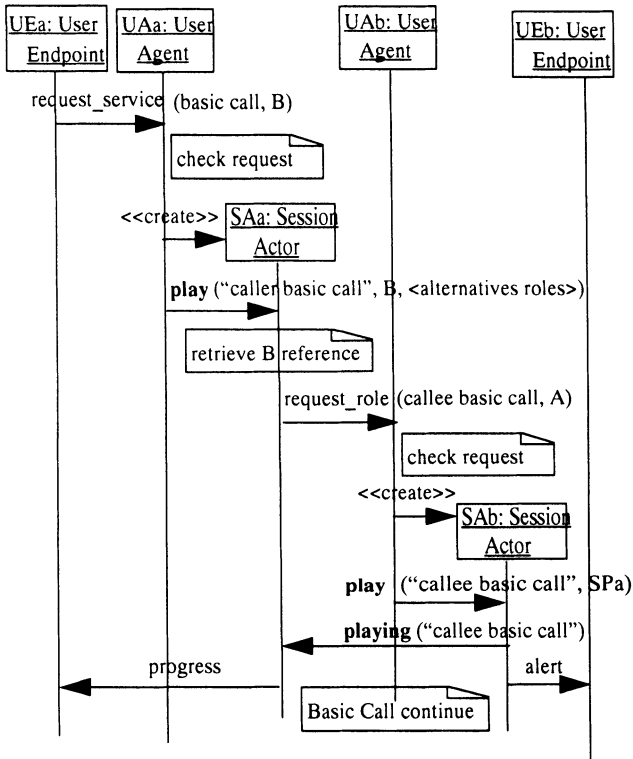 UEa: User
Endpoint
UAa: User
Agent
UAb: User
Agent
UEb: User
Endpoint
request_service (basic call, B)
check request
<<create>>
SAa: Session
Actor
play ("caller basic call", B, <alternatives roles>)
retrieve B reference
request_role (callee basic call, A)
check request
<<create>>
SAb: Session
Actor
play ("callee basic call", SPa)
playing ("callee basic call")
progress
alert
Basic Call continue